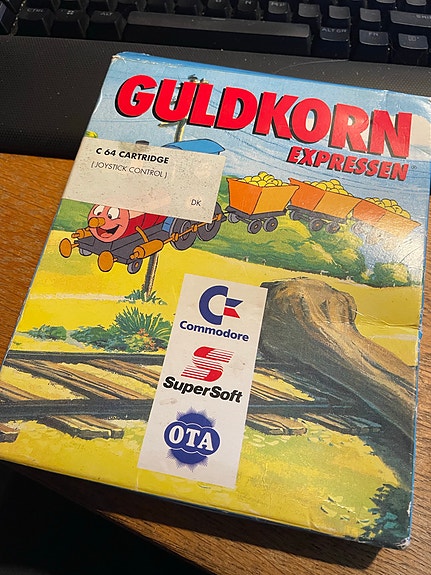 GULDKORN
EXPRESSEN
C 64 CARTRIDGE
(JOYSTICK CONTROL)
DK
Commodore
S
SuperSoft
OTA